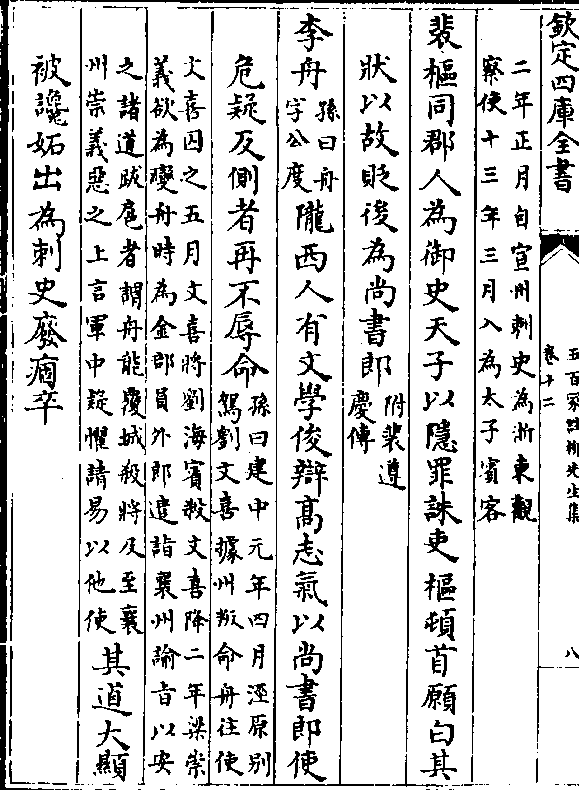 欽定四庫全書
五百家註柳先生集
卷十二
八
二年正月自宣州刺史為浙東觀
察使十三年三月入為太子賓客
裴樞同郡人為御史天子以隱罪誅吏樞頓首願白其
狀以故貶後為尚書郎附裴遵
慶傳
李舟孫曰舟
字公度隴西人有文學俊辯高志氣以尚書郎使
危疑反側者再不辱命孫曰建中元年四月涇原別
駕劉文喜據州叛命舟往使
文喜囚之五月文喜將劉海賓殺文喜降二年梁崇
義欲為變舟時為金部員外郎遣詣襄州諭旨以安
之諸道跋扈者謂舟能覆城殺將及至襄
州崇義惡之上言軍中疑懼請易以他使其道大顯
被讒妬出為刺史廢痼卒